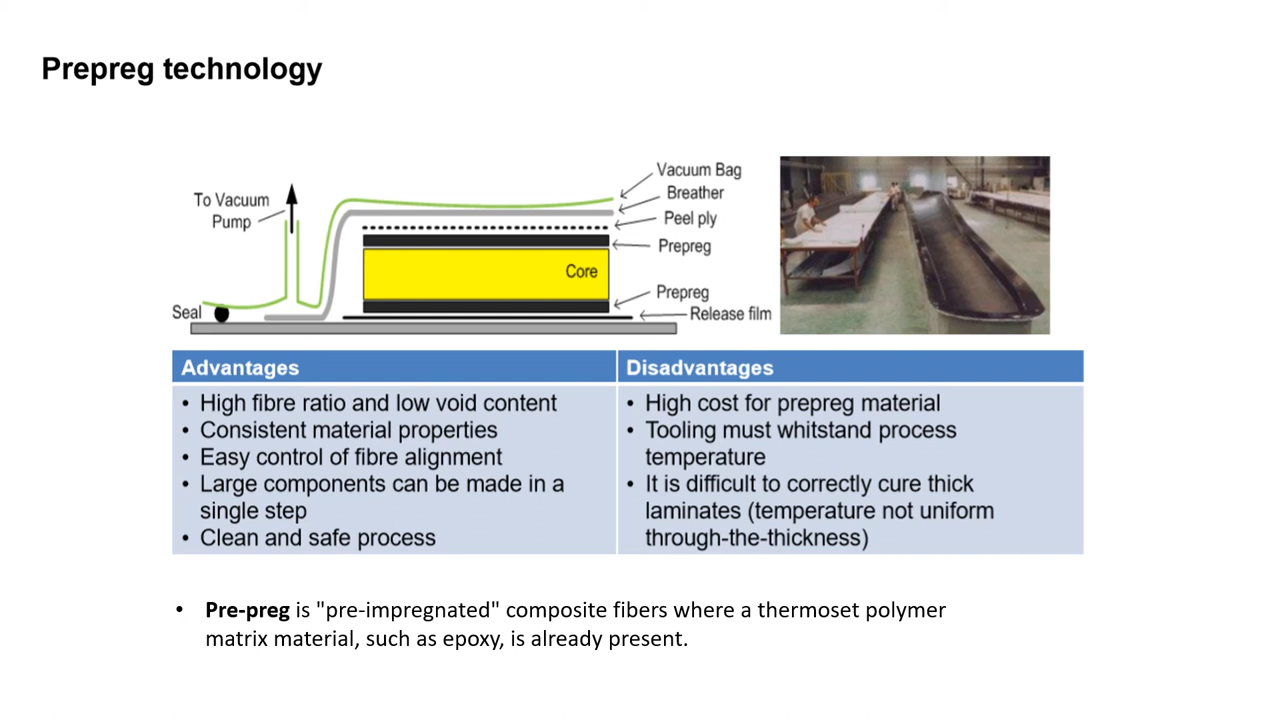 Prepreg technology
To Vacuum
Pump
Seal
Vacuum Bag
Breather
Peel ply
Prepreg
Core
Prepreg
Release film
Advantages
• High fibre ratio and low void content
• Consistent material properties
• Easy control of fibre alignment
• Large components can be made in a
single step
• Clean and safe process
Disadvantages
• High cost for prepreg material
• Tooling must whitstand process
temperature
• It is difficult to correctly cure thick
laminates (temperature not uniform
through-the-thickness)
• Pre-preg is "pre-impregnated" composite fibers where a thermoset polymer
matrix material, such as epoxy, is already present.